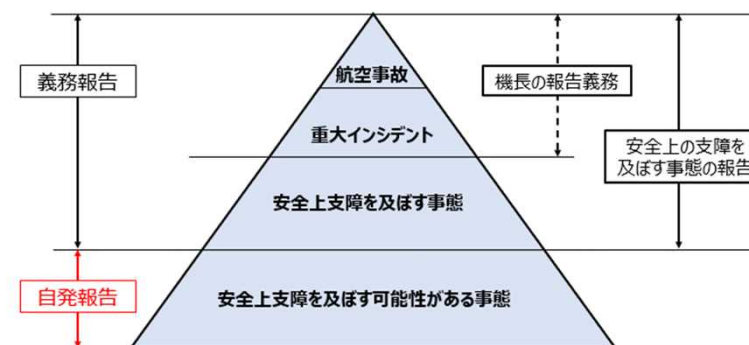 航空事故
義務報告
機長の報告義務
重大インシデント
安全上の支障を
及ぼす事態の報告
安全上支障を及ぼす事態
自発報告
安全上支障を及ぼす可能性がある事態